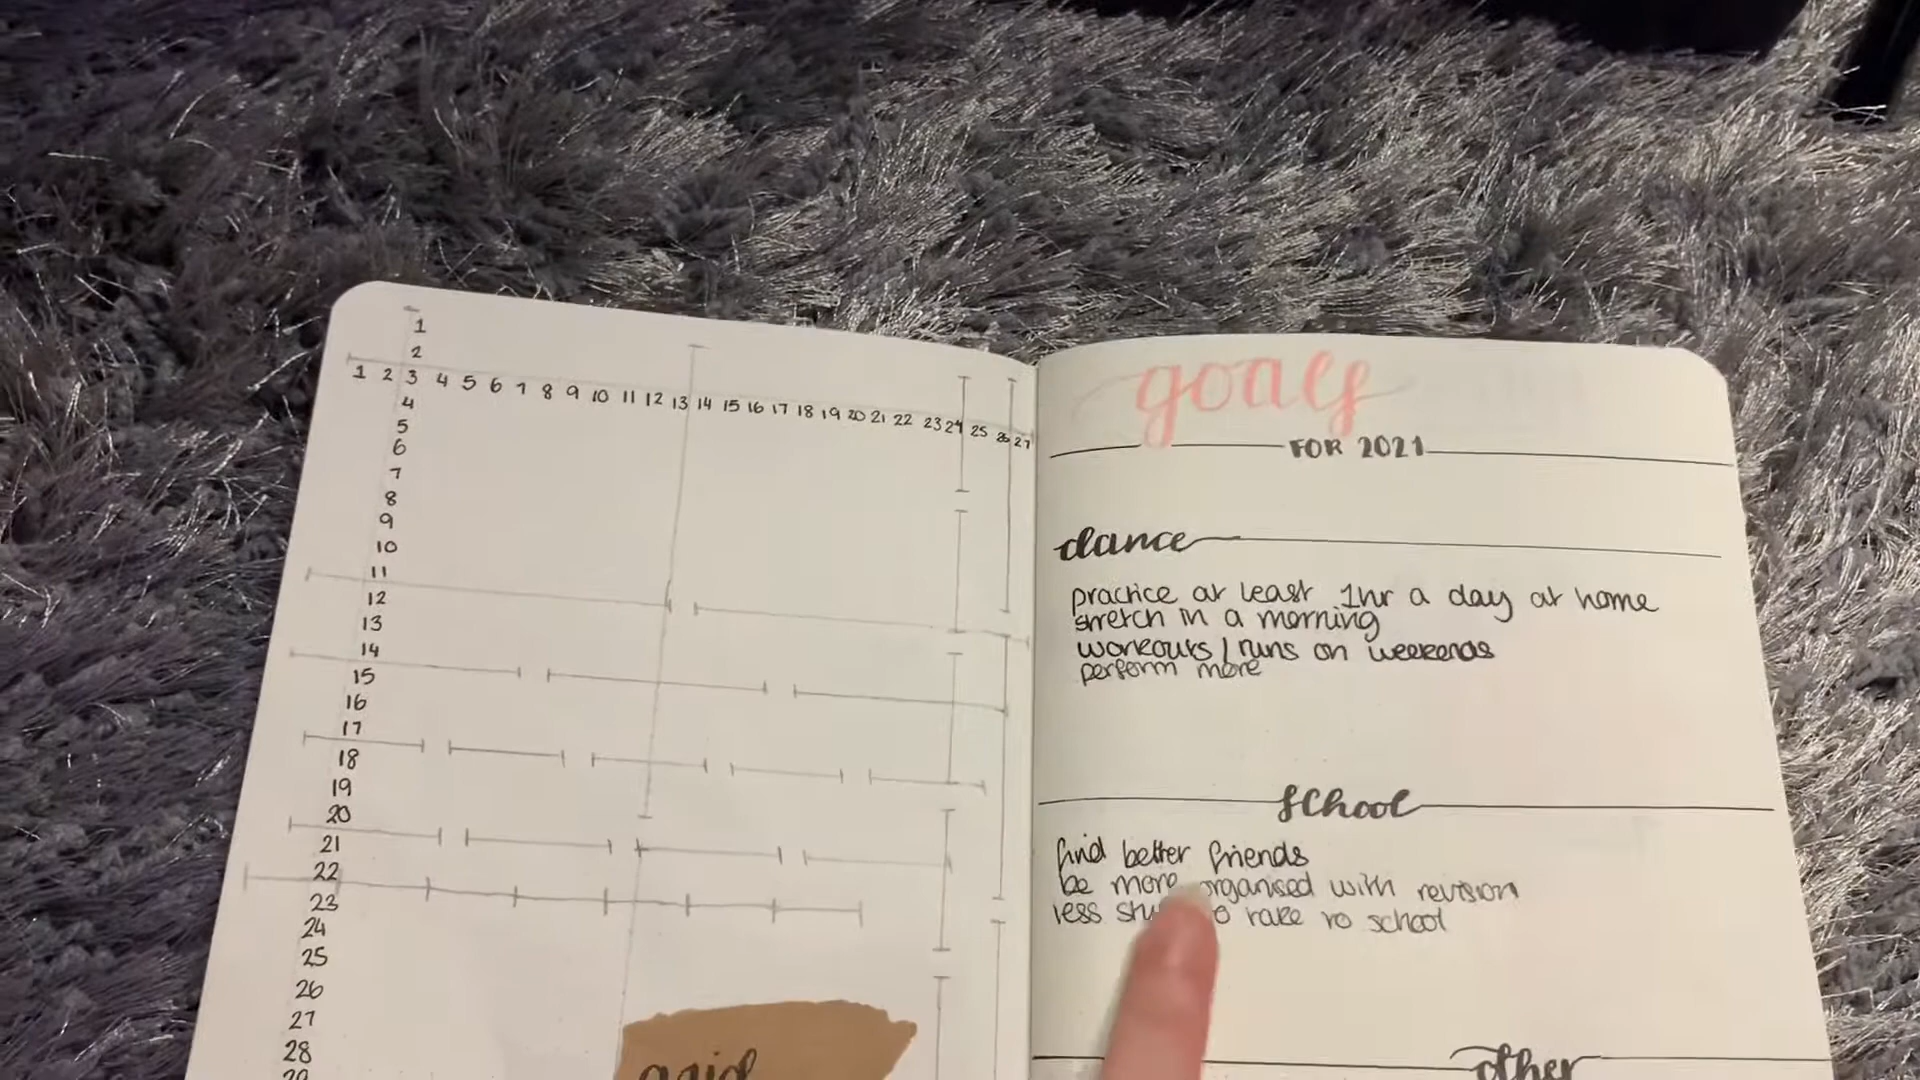 1
2
1 2 3 4 5 6 7 8 9 10 11 12 13 14 15 16 17 18 19 20 21 22 23 24 25 26 27
4
5
6
7
8
9
10
11
12
13
14
15
16
17
18
19
20
21
22
23
24
25
26
27
28
29
grid
goals
FOR 2021
dance
practice at least 1hr a day at home
stretch in a morning
workouts / runs on weekends
perform more
school
find better friends
be more organised with revision
less to take to school
other